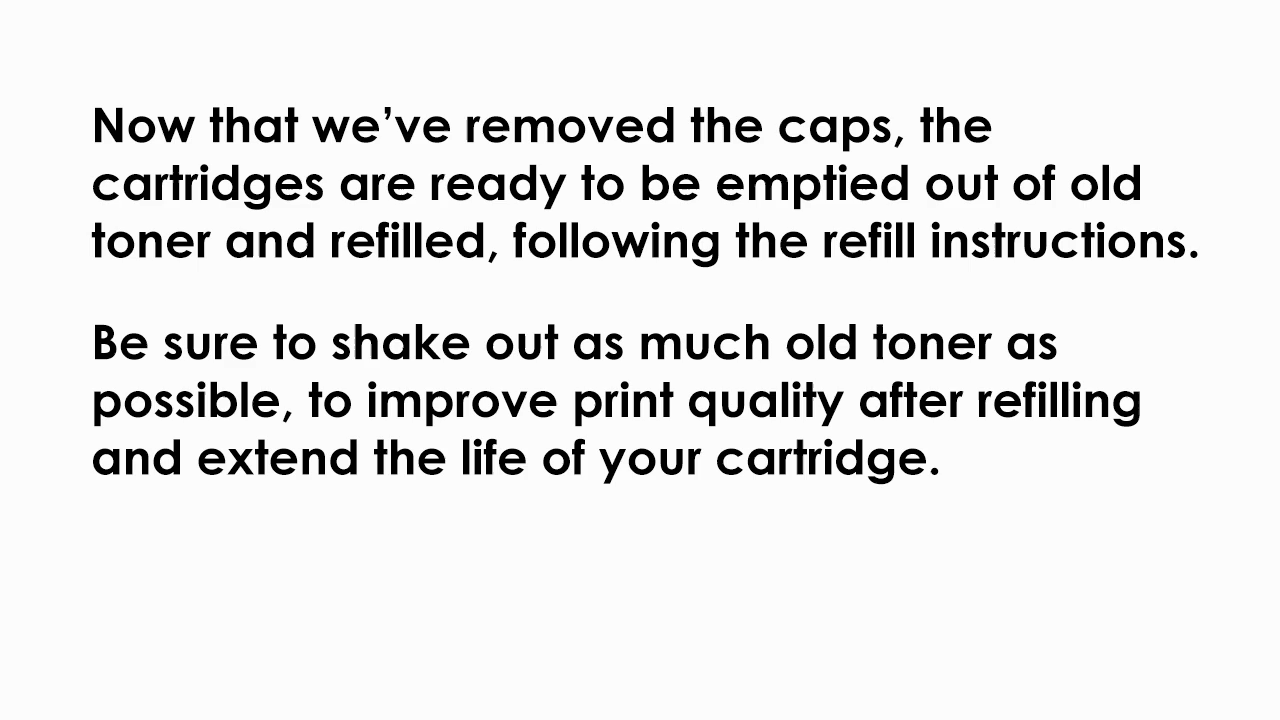 Now that we’ve removed the caps, the
cartridges are ready to be emptied out of old
toner and refilled, following the refill instructions.
Be sure to shake out as much old toner as
possible, to improve print quality after refilling
and extend the life of your cartridge.